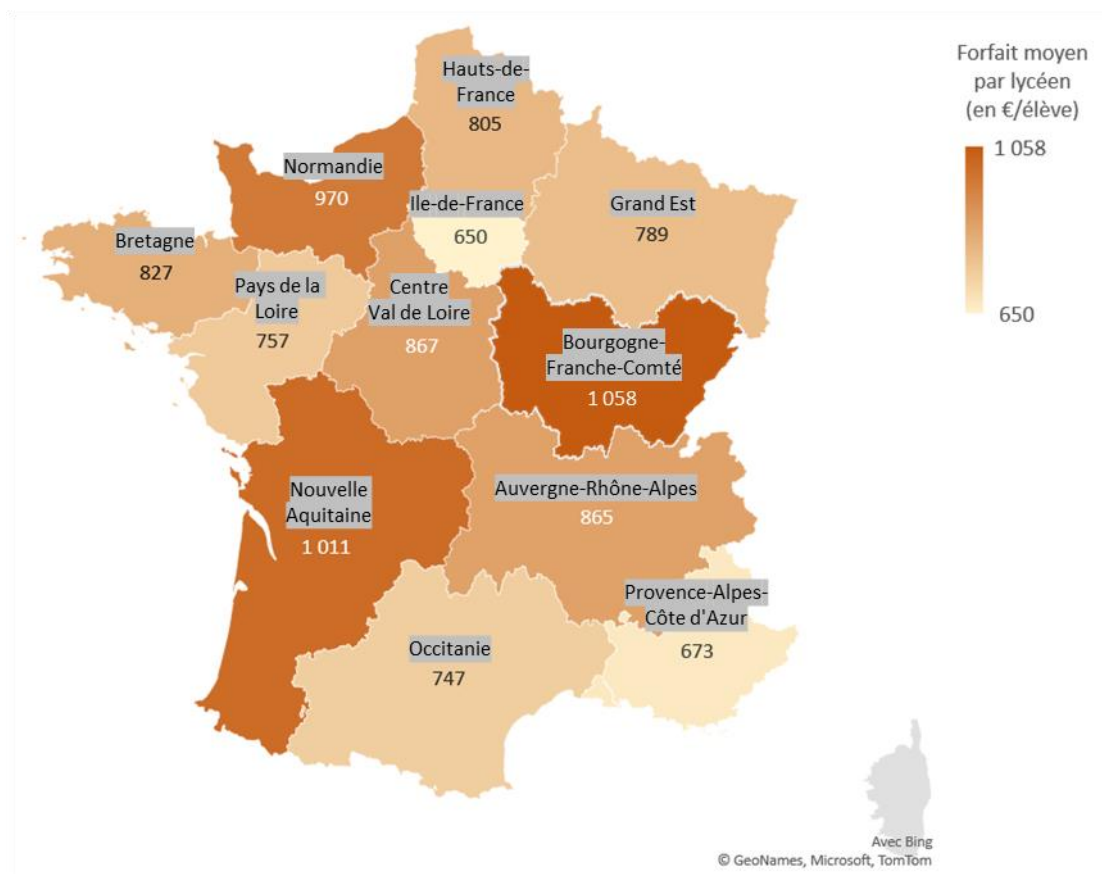 Hauts-de-
France
805
Forfait moyen
par lycéen
(en €/élève)
1 058
650
Normandie
970
Ile-de-France
650
Grand Est
789
Bretagne
827
Pays de la
Loire
757
Centre
Val de Loire
867
Bourgogne-
Franche-Comté
1 058
Nouvelle
Aquitaine
1 011
Auvergne-Rhône-Alpes
865
Provence-Alpes-
Côte d'Azur
673
Occitanie
747
Avec Bing
© GeoNames, Microsoft, TomTom